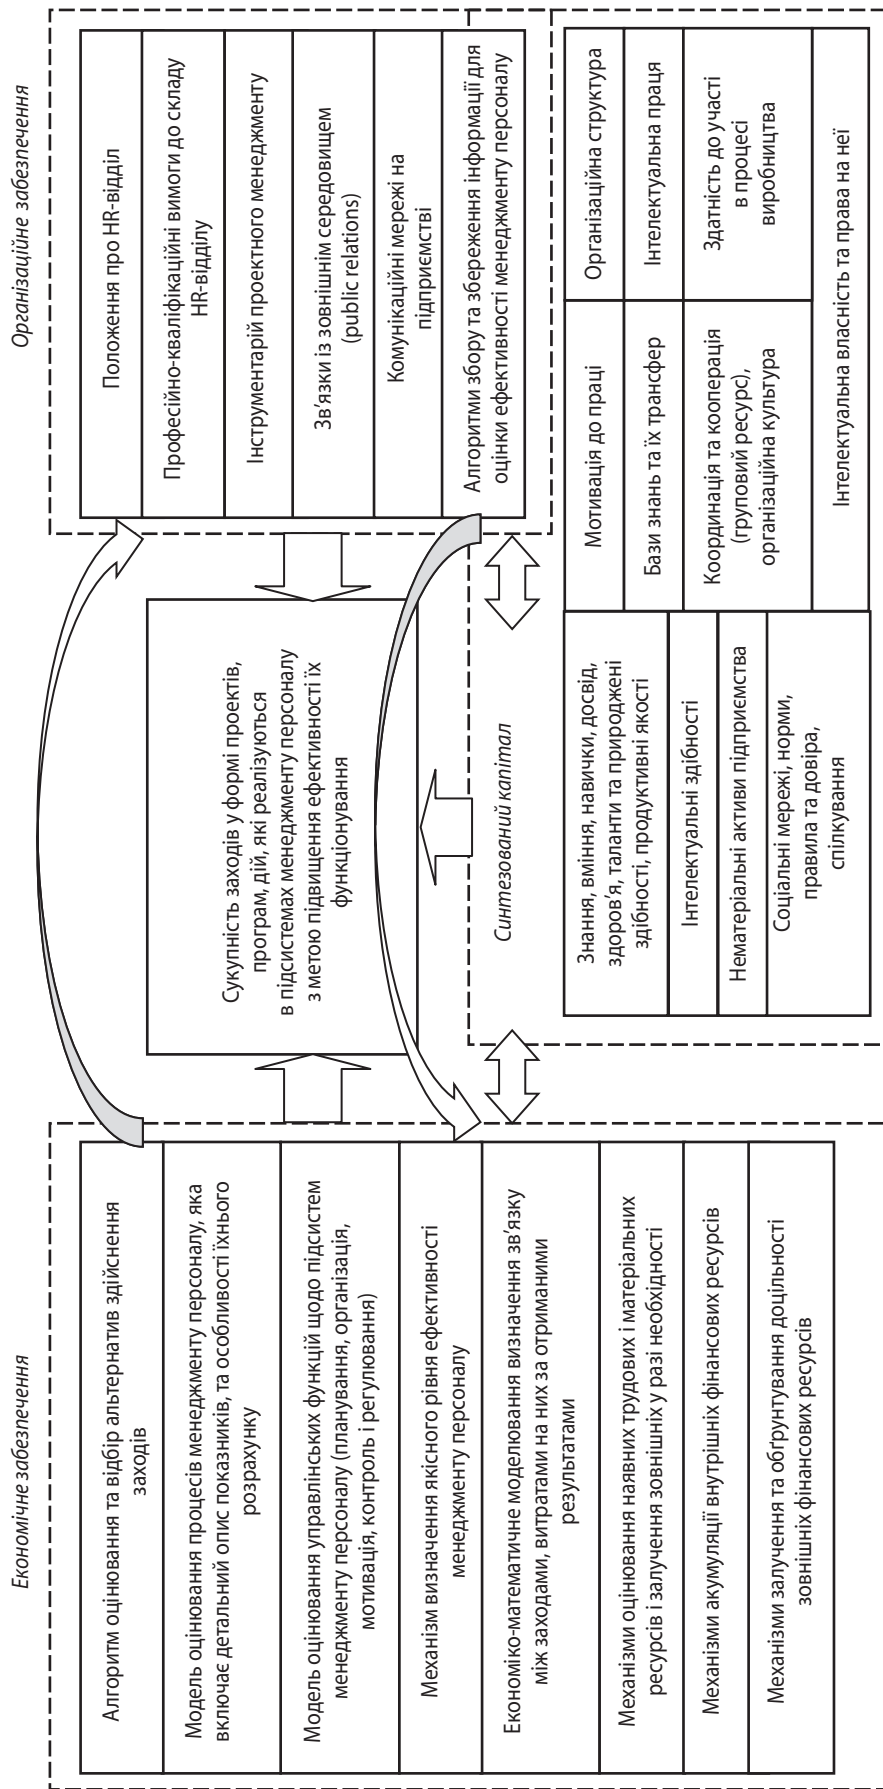 Економічне забезпечення
Алгоритм оцінювання та відбір альтернатив здійснення
заходів
Модель оцінювання процесів менеджменту персоналу, яка
включає детальний опис показників, та особливості їхнього
розрахунку
Модель оцінювання управлінських функцій щодо підсистем
менеджменту персоналу (планування, організація,
мотивація, контроль і регулювання)
Механізм визначення якісного рівня ефективності
менеджменту персоналу
Економіко-математичне моделювання визначення зв’язку
між заходами, витратами на них за отриманими
результатами
Механізми оцінювання наявних трудових і матеріальних
ресурсів і залучення зовнішніх у разі необхідності
Механізми акумуляції внутрішніх фінансових ресурсів
Механізми залучення та обґрунтування доцільності
зовнішніх фінансових ресурсів
Сукупність заходів у формі проектів,
програм, дій, які реалізуються
в підсистемах менеджменту персоналу
з метою підвищення ефективності їх
функціонування
Організаційне забезпечення
Положення про HR-відділ
Професійно-кваліфікаційні вимоги до складу
HR-відділу
Інструментарій проектного менеджменту
Зв’язки із зовнішнім середовищем
(public relations)
Комунікаційні мережі на
підприємстві
Алгоритми збору та збереження інформації для
оцінки ефективності менеджменту персоналу
Синтезований капітал
Знання, вміння, навички, досвід,
здоров’я, таланти та природжені
здібності, продуктивні якості
Інтелектуальні здібності
Нематеріальні активи підприємства
Соціальні мережі, норми,
правила та довіра,
спілкування
Мотивація до праці
Бази знань та їх трансфер
Координація та кооперація
(груповий ресурс),
організаційна культура
Організаційна структура
Інтелектуальна праця
Здатність до участі
в процесі
виробництва
Інтелектуальна власність та права на неї